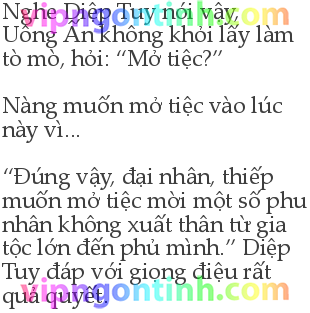 Nghe Diệp Tuy nói vậy,
Uông Ấn không khỏi lấy làm
tò mò, hỏi: “Mở tiệc?”
Nàng muốn mở tiệc vào lúc
này vì...
“Đúng vậy, đại nhân, thiếp
muốn mở tiệc mời một số phu
nhân không xuất thân từ gia
tộc lớn đến phủ mình.” Diệp
Tuy đáp với giọng điệu rất
quả quyết.
vipngontinh.com
vipngontinh.com